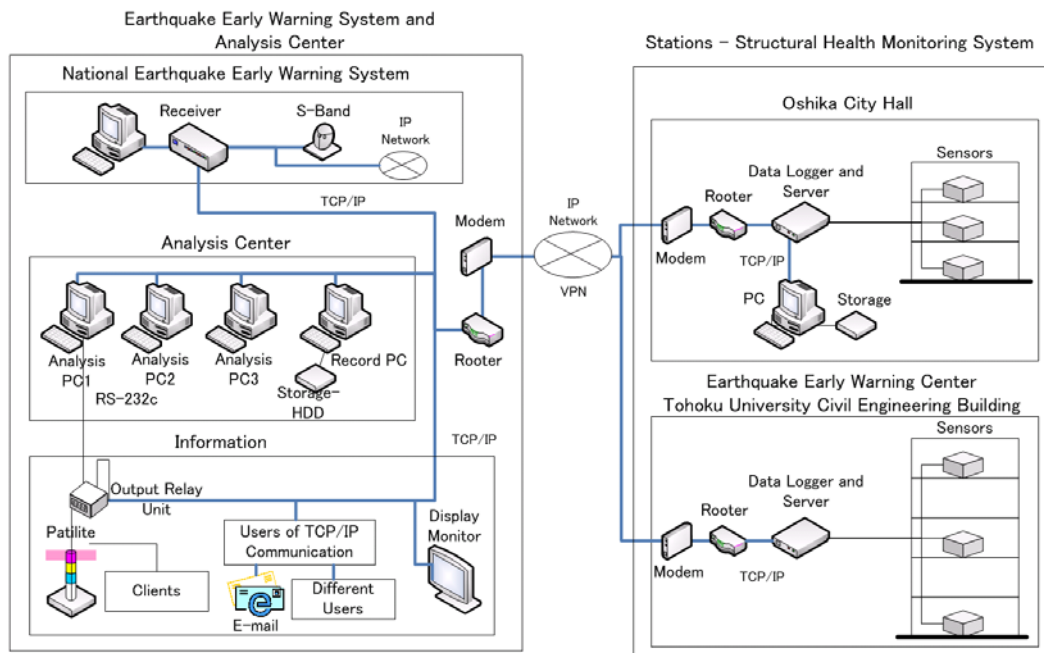 Earthquake Early Warning System and
Analysis Center
National Earthquake Early Warning System
Receiver
S-Band
IP
Network
TCP/IP
Analysis Center
Analysis
PC1
Analysis
PC2
Analysis
PC3
Record PC
RS-232c
Storage-
HDD
Modem
Rooter
TCP/IP
Information
Output Relay
Unit
Patilite
Clients
Users of TCP/IP
Communication
E-mail
Different
Users
Display
Monitor
IP
Network
VPN
Stations - Structural Health Monitoring System
Oshika City Hall
Sensors
Data Logger and
Server
Rooter
Modem
TCP/IP
PC
Storage
Earthquake Early Warning Center
Tohoku University Civil Engineering Building
Sensors
Data Logger and
Server
Rooter
Modem
TCP/IP